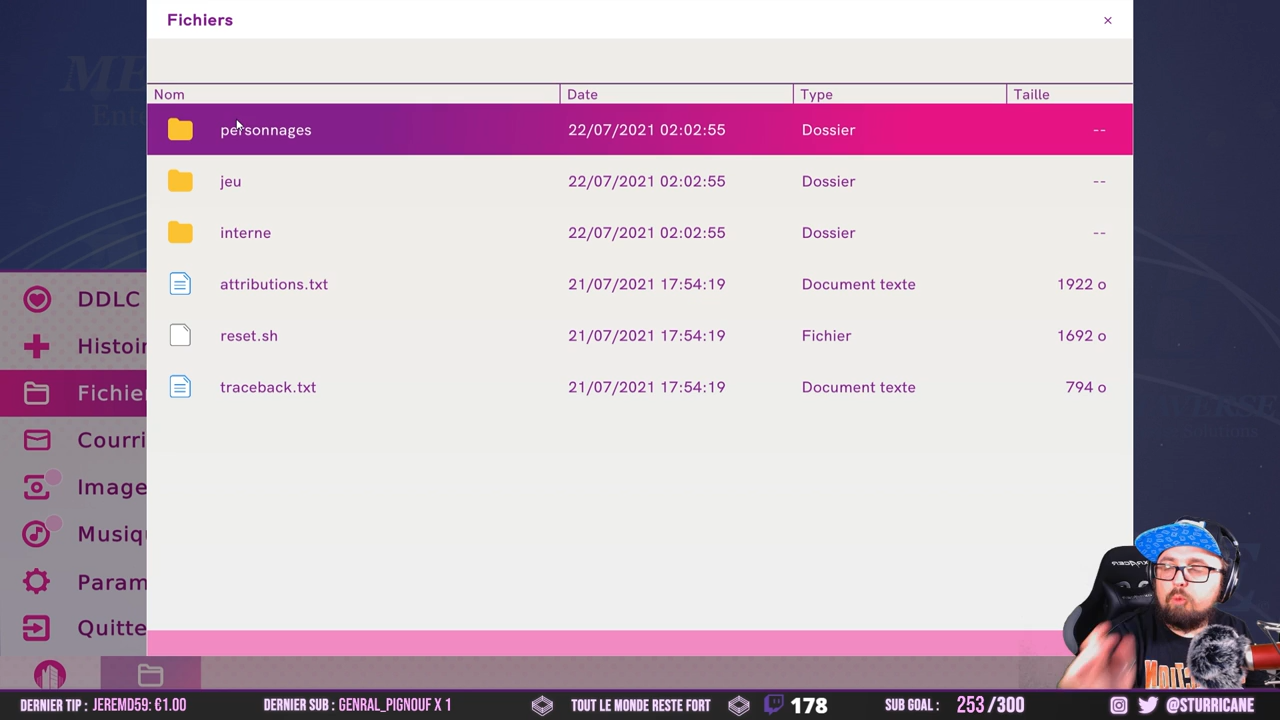 Fichiers
×
Nom Date Type Taille
personnages 22/07/2021 02:02:55 Dossier --
jeu 22/07/2021 02:02:55 Dossier --
interne 22/07/2021 02:02:55 Dossier --
attributions.txt 21/07/2021 17:54:19 Document texte 1922 o
reset.sh 21/07/2021 17:54:19 Fichier 1692 o
traceback.txt 21/07/2021 17:54:19 Document texte 794 o
DDLC
Histoir
Fichier
Courri
Image
Musiq
Param
Quitte
DERNIER TIP : JEREMD59: €1.00 DERNIER SUB : GENRAL_PIGNOUF X 1 TOUT LE MONDE RESTE FORT 178 SUB GOAL : 253 /300 @STURRICANE